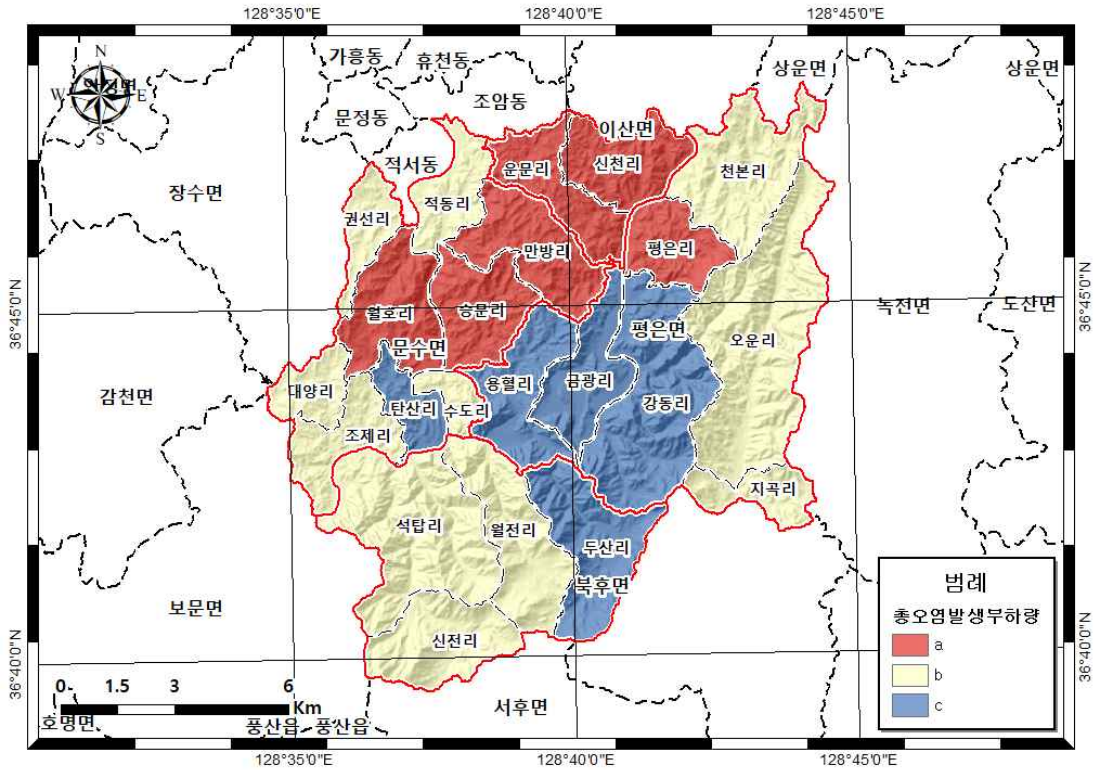 128°35'0"E
128°40'0"E
128°45'0"E
가흥동
휴천동
상운면
상운면
N
W
E
S
문정동
조암동
이산면
적서동
운문리
신천리
천본리
장수면
권선리
적동리
만방리
평은리
36°45'0"N
36°45'0"N
월호리
승문리
녹전면
도산면
평은면
오운리
문수면
감천면
대양리
용혈리
금광리
탄산리
수도리
강동리
조제리
지곡리
석탑리
월전리
두산리
북후면
보문면
신전리
36°40'0"N
36°40'0"N
범례
총오염발생부하량
a
b
c
0
1.5
3
6
Km
호명면
풍산읍
풍산읍
서후면
128°35'0"E
128°40'0"E
128°45'0"E